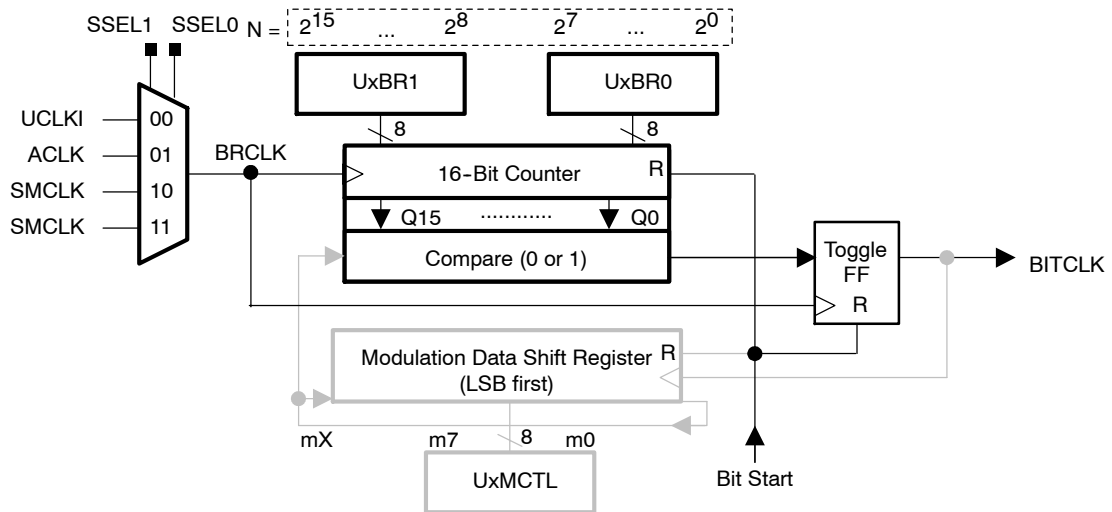 SSEL1 SSEL0 N = 2^15 ... 2^8 2^7 ... 2^0
UxBR1 UxBR0
8 8
UCLKI 00
ACLK 01
SMCLK 10
SMCLK 11
BRCLK
16-Bit Counter R
Q15 ............ Q0
Compare (0 or 1)
Toggle
FF
R
BITCLK
Modulation Data Shift Register R
(LSB first)
mX m7 8 m0
UxMCTL
Bit Start